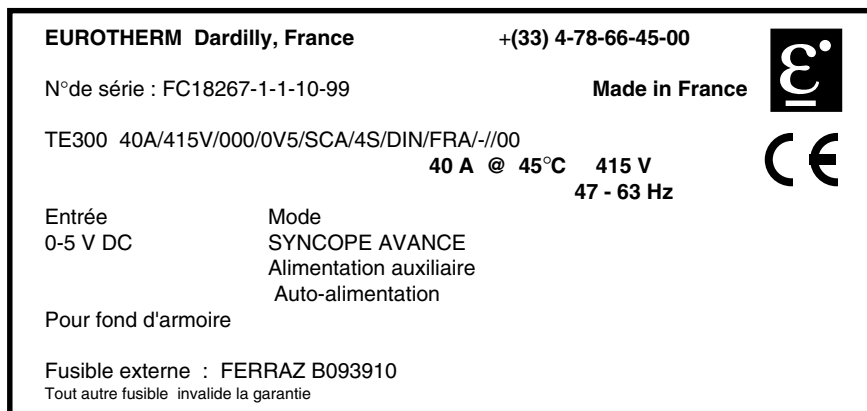 EUROTHERM Dardilly, France +(33) 4-78-66-45-00
N°de série : FC18267-1-1-10-99 Made in France
TE300 40A/415V/000/0V5/SCA/4S/DIN/FRA/-//00
40 A @ 45°C 415 V
47 - 63 Hz
Entrée Mode
0-5 V DC SYNCOPE AVANCE
Alimentation auxiliaire
Auto-alimentation
Pour fond d'armoire
Fusible externe : FERRAZ B093910
Tout autre fusible invalide la garantie
ε
CE